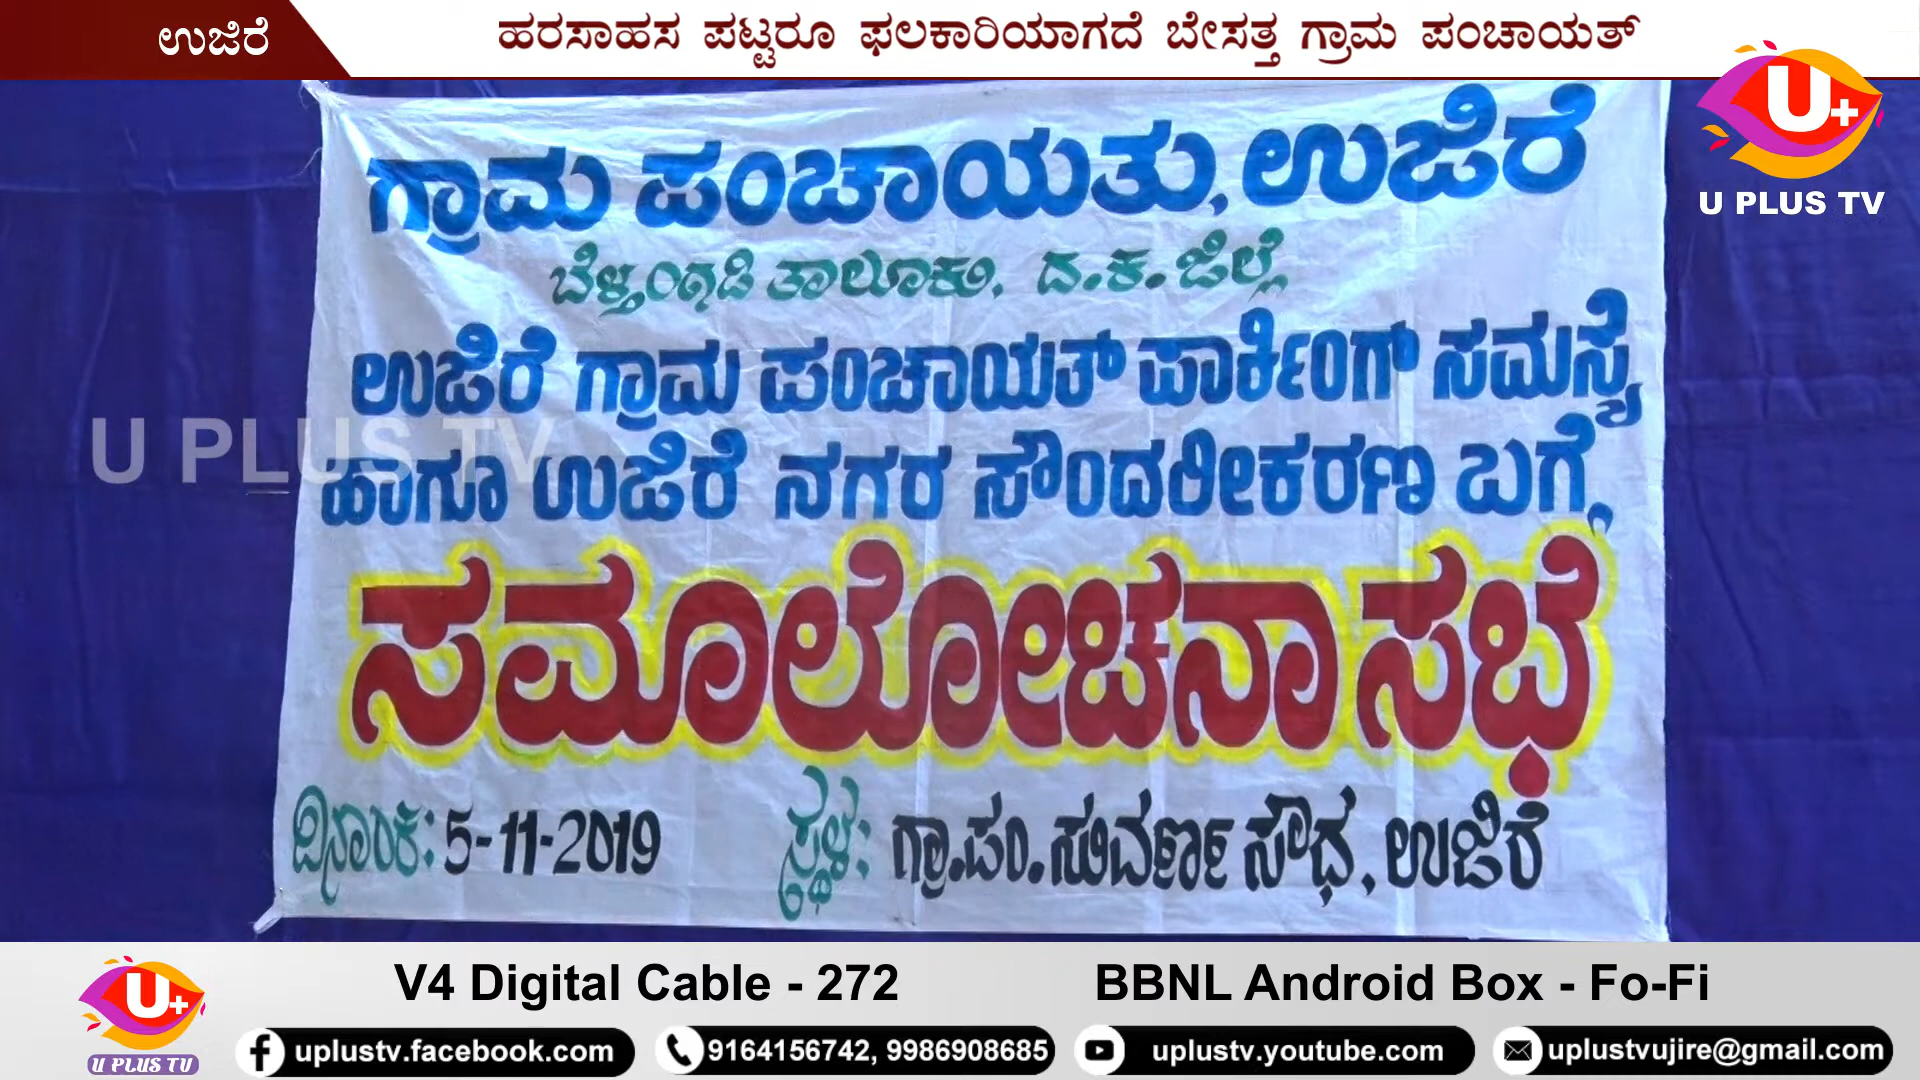 ಉಜಿರೆ
ಹರಸಾಹಸ ಪಟ್ಟರೂ ಫಲಕಾರಿಯಾಗದೆ ಬೇಸತ್ತ ಗ್ರಾಮ ಪಂಚಾಯತ್
U+
U PLUS TV
ಗ್ರಾಮ ಪಂಚಾಯತು, ಉಜಿರೆ
ಬೆಳ್ತಂಗಡಿ ತಾಲೂಕು, ದ.ಕ. ಜಿಲ್ಲೆ
ಉಜಿರೆ ಗ್ರಾಮ ಪಂಚಾಯತ್ ಪಾರ್ಕಿಂಗ್ ಸಮಸ್ಯೆ
U PLUS TV
ಹಾಗೂ ಉಜಿರೆ ನಗರ ಸೌಂದರೀಕರಣ ಬಗ್ಗೆ
ಸಮಾಲೋಚನಾ ಸಭೆ
ದಿನಾಂಕ: 5-11-2019 ಸ್ಥಳ: ಗ್ರಾ.ಪಂ. ಸುವರ್ಣ ಸೌಧ, ಉಜಿರೆ
U+
U PLUS TV
V4 Digital Cable - 272 BBNL Android Box - Fo-Fi
uplustv.facebook.com 9164156742, 9986908685 uplustv.youtube.com uplustvujire@gmail.com